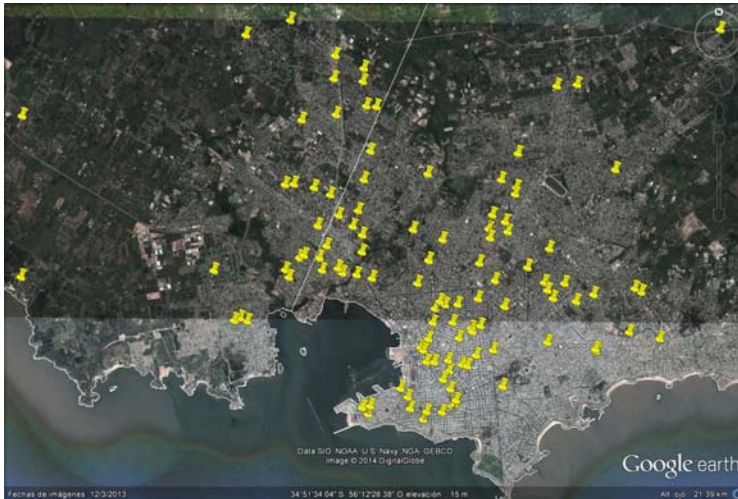 Data SIO, NOAA, U.S. Navy, NGA, GEBCO
Image © 2014 DigitalGlobe
Google earth
Fechas de imágenes: 12/3/2013
34°51'34.04" S 56°12'28.38" O elevación 15 m
Alt. ojo 21.39 km